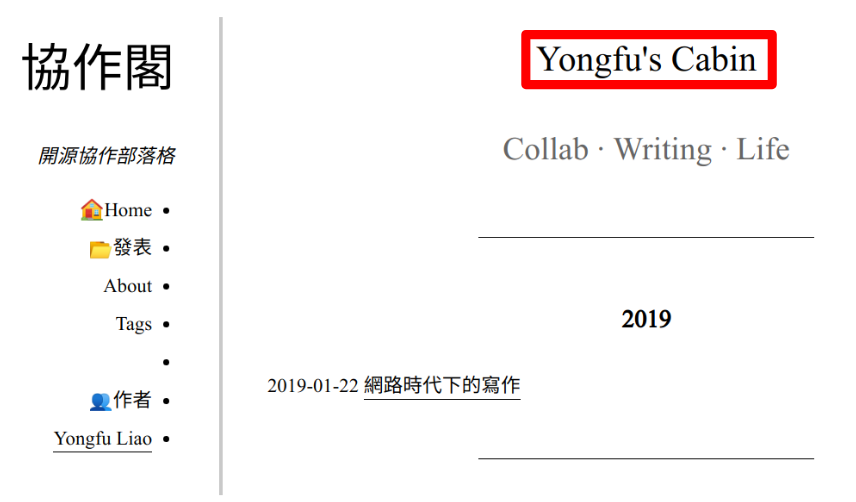 協作閣
開源協作部落格
🏠Home
📂發表
About
Tags
👥作者
Yongfu Liao
Yongfu's Cabin
Collab · Writing · Life
2019
2019-01-22 網路時代下的寫作